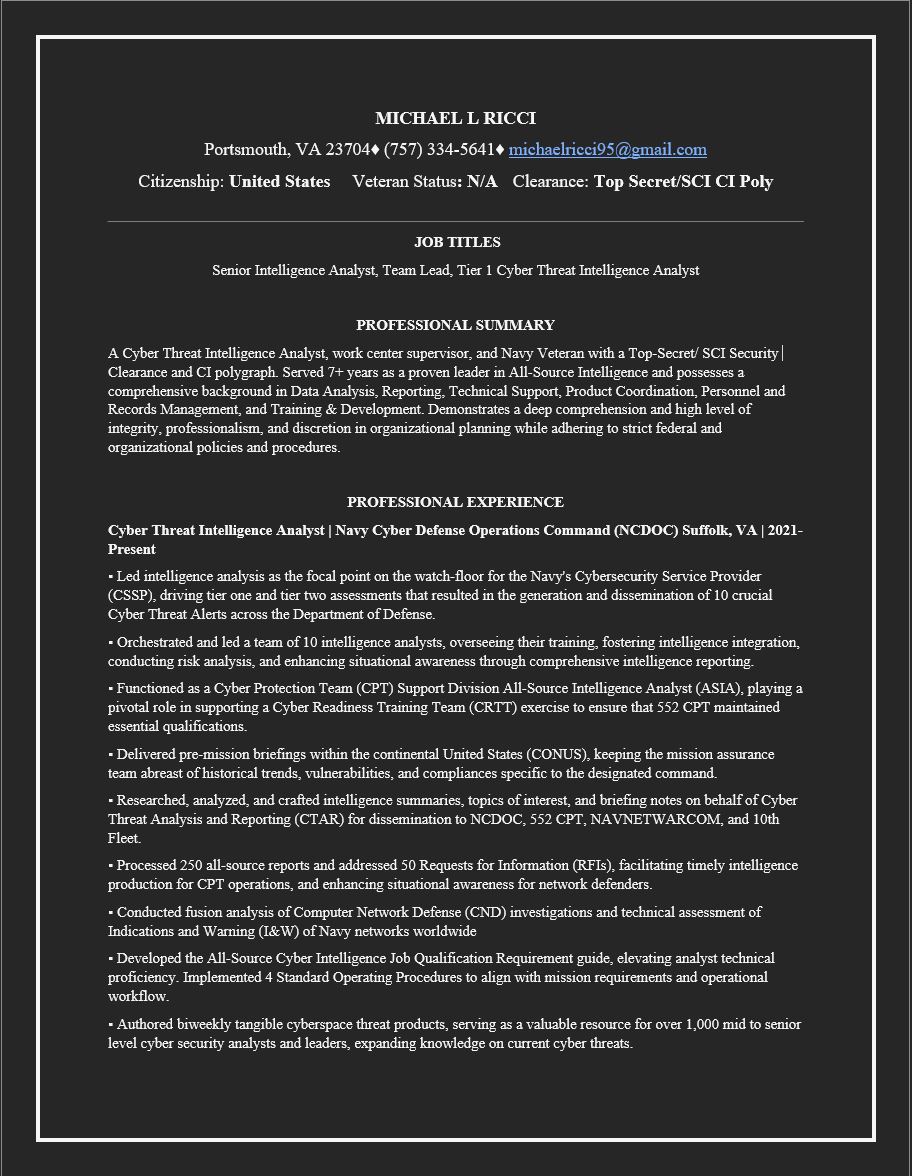 MICHAEL L RICCI
Portsmouth, VA 23704♦ (757) 334-5641♦ michaelricci95@gmail.com
Citizenship: United States Veteran Status: N/A Clearance: Top Secret/SCI CI Poly
JOB TITLES
Senior Intelligence Analyst, Team Lead, Tier 1 Cyber Threat Intelligence Analyst
PROFESSIONAL SUMMARY
A Cyber Threat Intelligence Analyst, work center supervisor, and Navy Veteran with a Top-Secret/ SCI Security
Clearance and CI polygraph. Served 7+ years as a proven leader in All-Source Intelligence and possesses a
comprehensive background in Data Analysis, Reporting, Technical Support, Product Coordination, Personnel and
Records Management, and Training & Development. Demonstrates a deep comprehension and high level of
integrity, professionalism, and discretion in organizational planning while adhering to strict federal and
organizational policies and procedures.
PROFESSIONAL EXPERIENCE
Cyber Threat Intelligence Analyst | Navy Cyber Defense Operations Command (NCDOC) Suffolk, VA | 2021-
Present
▪ Led intelligence analysis as the focal point on the watch-floor for the Navy's Cybersecurity Service Provider
(CSSP), driving tier one and tier two assessments that resulted in the generation and dissemination of 10 crucial
Cyber Threat Alerts across the Department of Defense.
▪ Orchestrated and led a team of 10 intelligence analysts, overseeing their training, fostering intelligence integration,
conducting risk analysis, and enhancing situational awareness through comprehensive intelligence reporting.
▪ Functioned as a Cyber Protection Team (CPT) Support Division All-Source Intelligence Analyst (ASIA), playing a
pivotal role in supporting a Cyber Readiness Training Team (CRTT) exercise to ensure that 552 CPT maintained
essential qualifications.
▪ Delivered pre-mission briefings within the continental United States (CONUS), keeping the mission assurance
team abreast of historical trends, vulnerabilities, and compliances specific to the designated command.
▪ Researched, analyzed, and crafted intelligence summaries, topics of interest, and briefing notes on behalf of Cyber
Threat Analysis and Reporting (CTAR) for dissemination to NCDOC, 552 CPT, NAVNETWARCOM, and 10th
Fleet.
▪ Processed 250 all-source reports and addressed 50 Requests for Information (RFIs), facilitating timely intelligence
production for CPT operations, and enhancing situational awareness for network defenders.
▪ Conducted fusion analysis of Computer Network Defense (CND) investigations and technical assessment of
Indications and Warning (I&W) of Navy networks worldwide
▪ Developed the All-Source Cyber Intelligence Job Qualification Requirement guide, elevating analyst technical
proficiency. Implemented 4 Standard Operating Procedures to align with mission requirements and operational
workflow.
▪ Authored biweekly tangible cyberspace threat products, serving as a valuable resource for over 1,000 mid to senior
level cyber security analysts and leaders, expanding knowledge on current cyber threats.